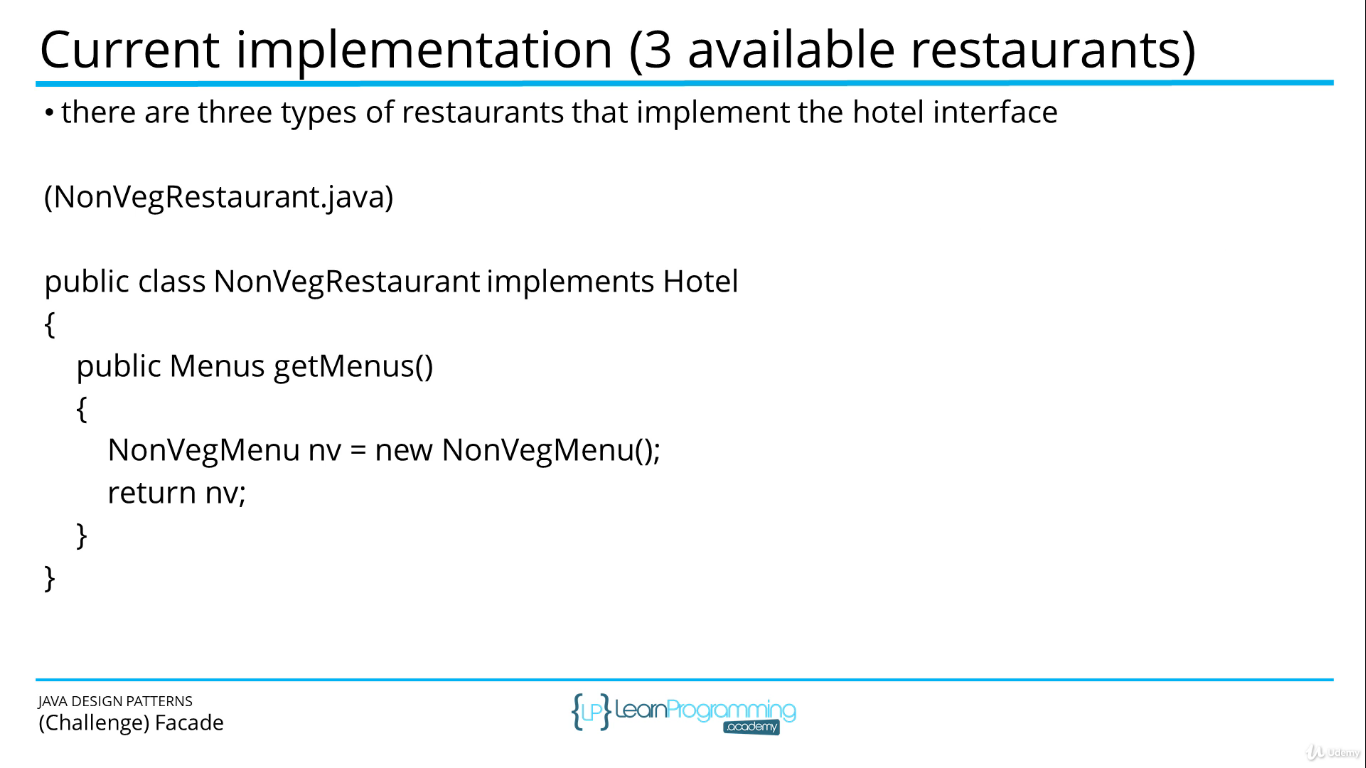 Current implementation (3 available restaurants)
• there are three types of restaurants that implement the hotel interface
(NonVegRestaurant.java)
public class NonVegRestaurant implements Hotel
{
public Menus getMenus()
{
NonVegMenu nv = new NonVegMenu();
return nv;
}
}
JAVA DESIGN PATTERNS
(Challenge) Facade
{LP} LearnProgramming
.academy
Udemy